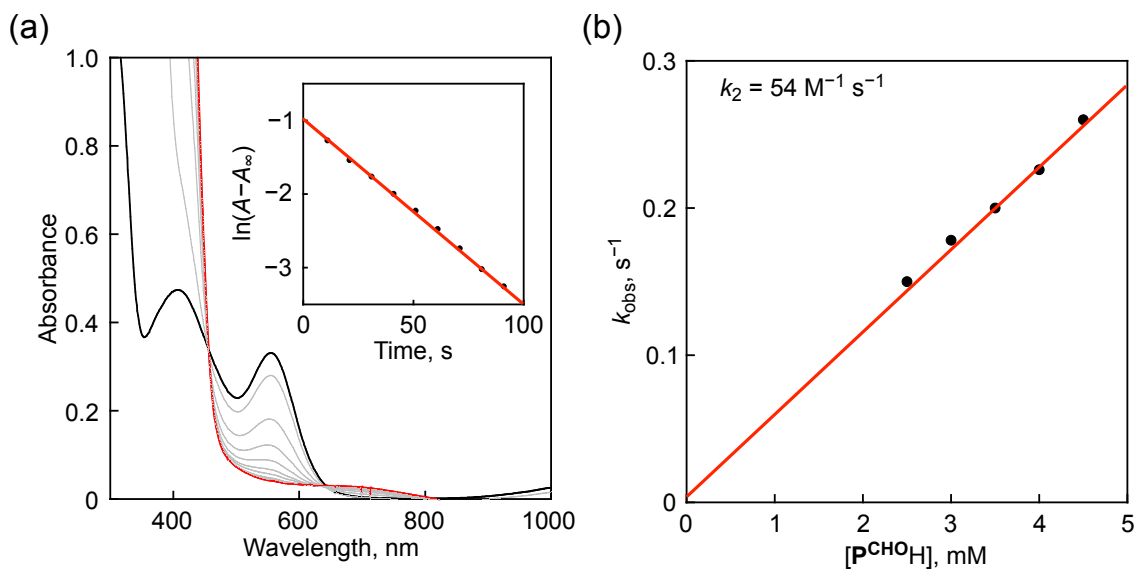 (a)
1.0
0.8
0.6
0.4
0.2
0
Absorbance
400
600
800
1000
Wavelength, nm
−1
−2
−3
ln(A−A∞)
0
50
100
Time, s
(b)
k2 = 54 M−1 s−1
0.3
0.2
0.1
0
kobs, s−1
0
1
2
3
4
5
[PCHOH], mM